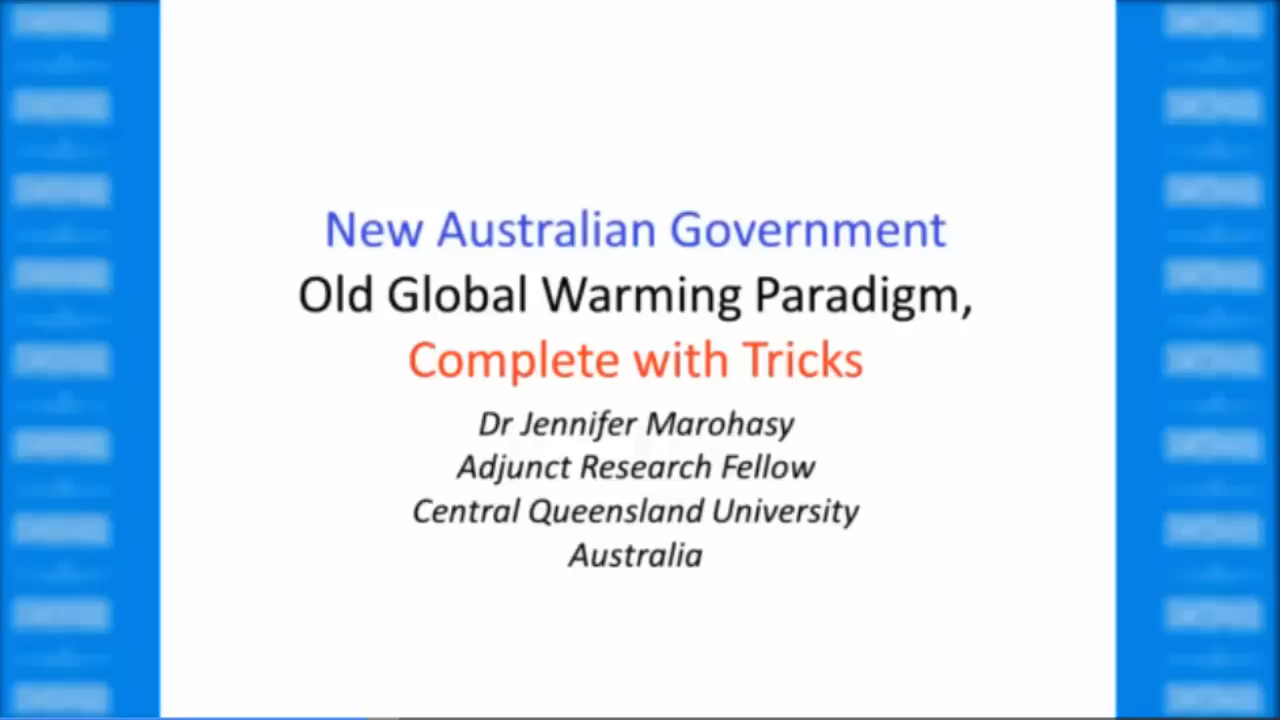 New Australian Government
Old Global Warming Paradigm,
Complete with Tricks
Dr Jennifer Marohasy
Adjunct Research Fellow
Central Queensland University
Australia